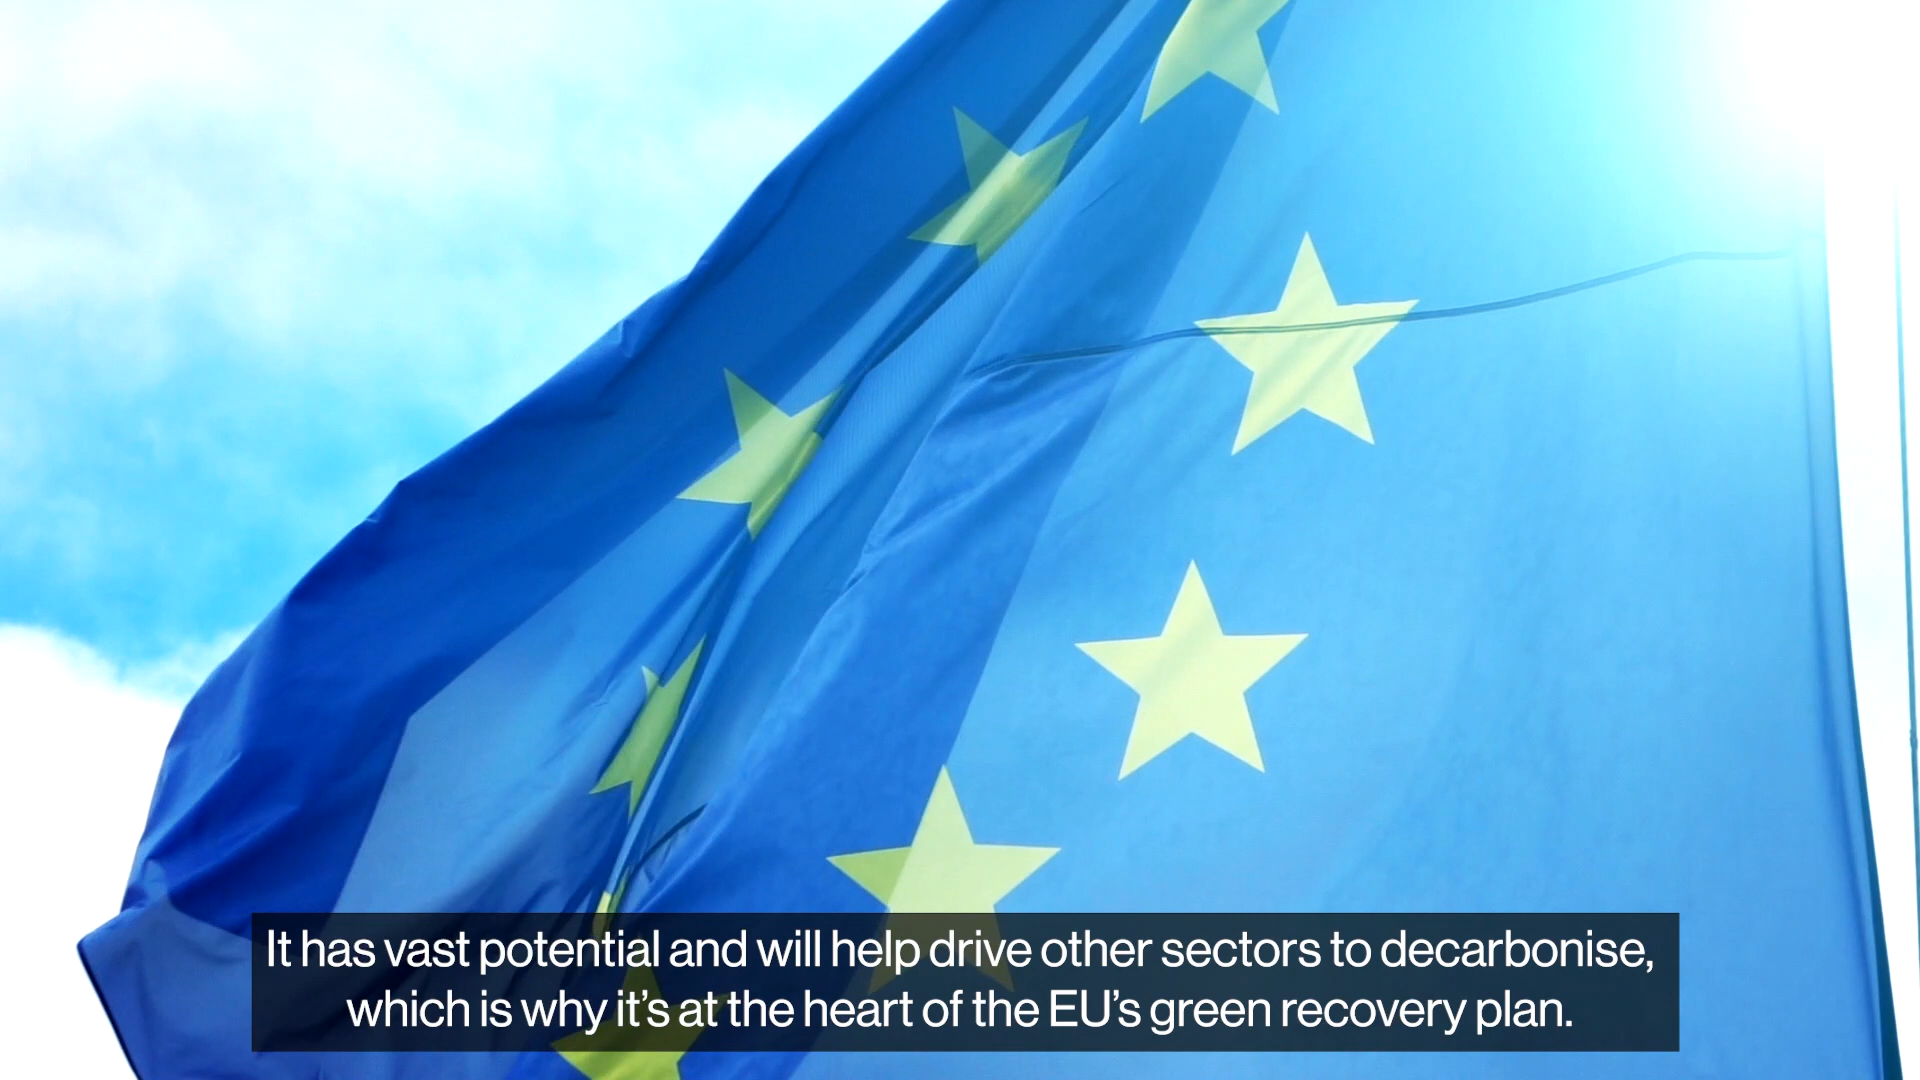 It has vast potential and will help drive other sectors to decarbonise,
which is why it’s at the heart of the EU’s green recovery plan.